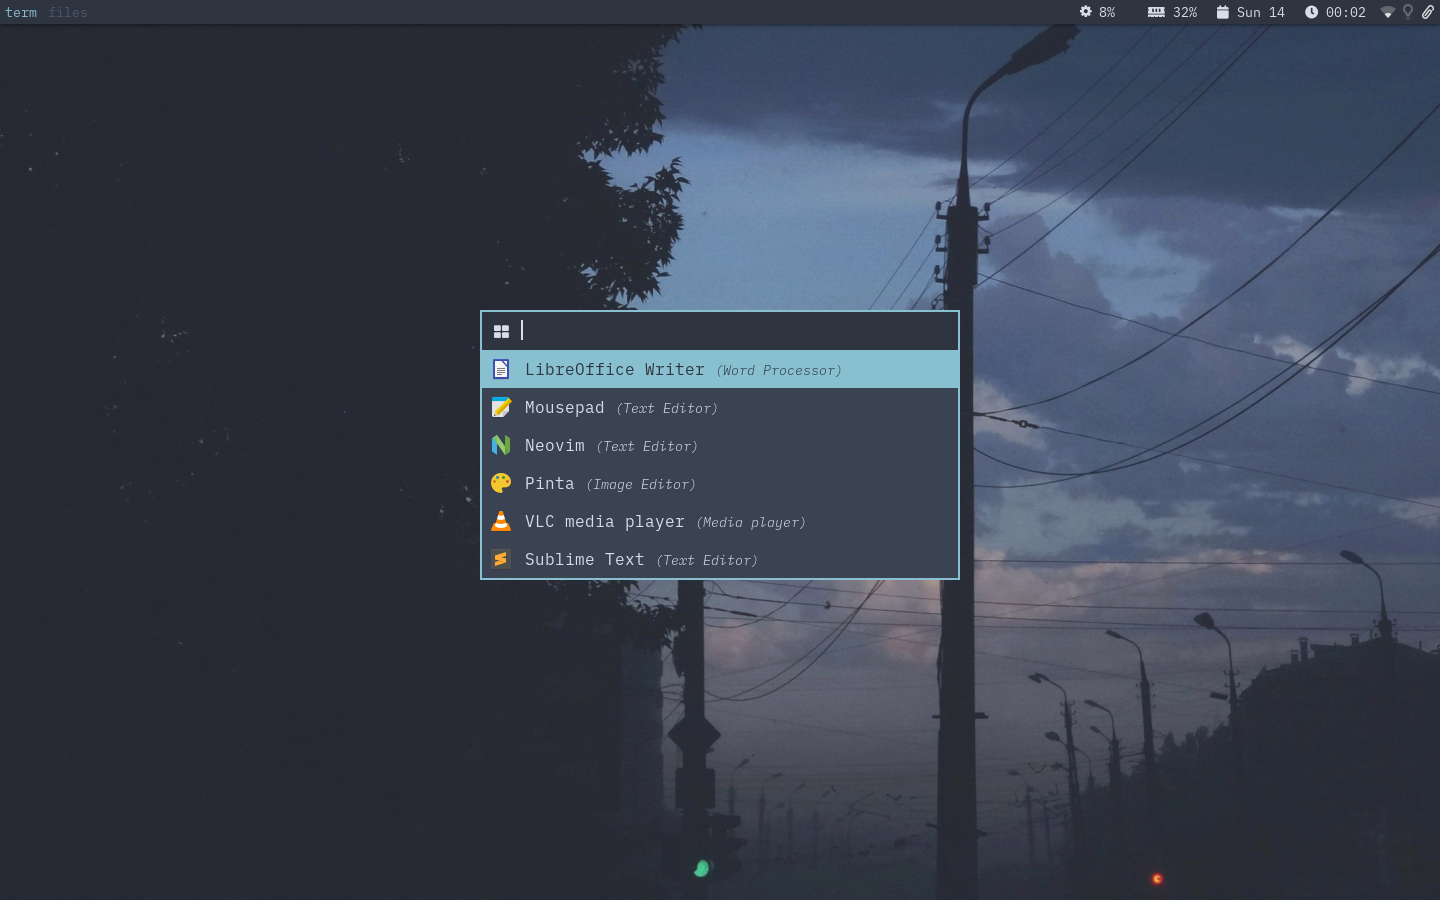 term files 8% 32% Sun 14 00:02
LibreOffice Writer (Word Processor)
Mousepad (Text Editor)
Neovim (Text Editor)
Pinta (Image Editor)
VLC media player (Media player)
Sublime Text (Text Editor)